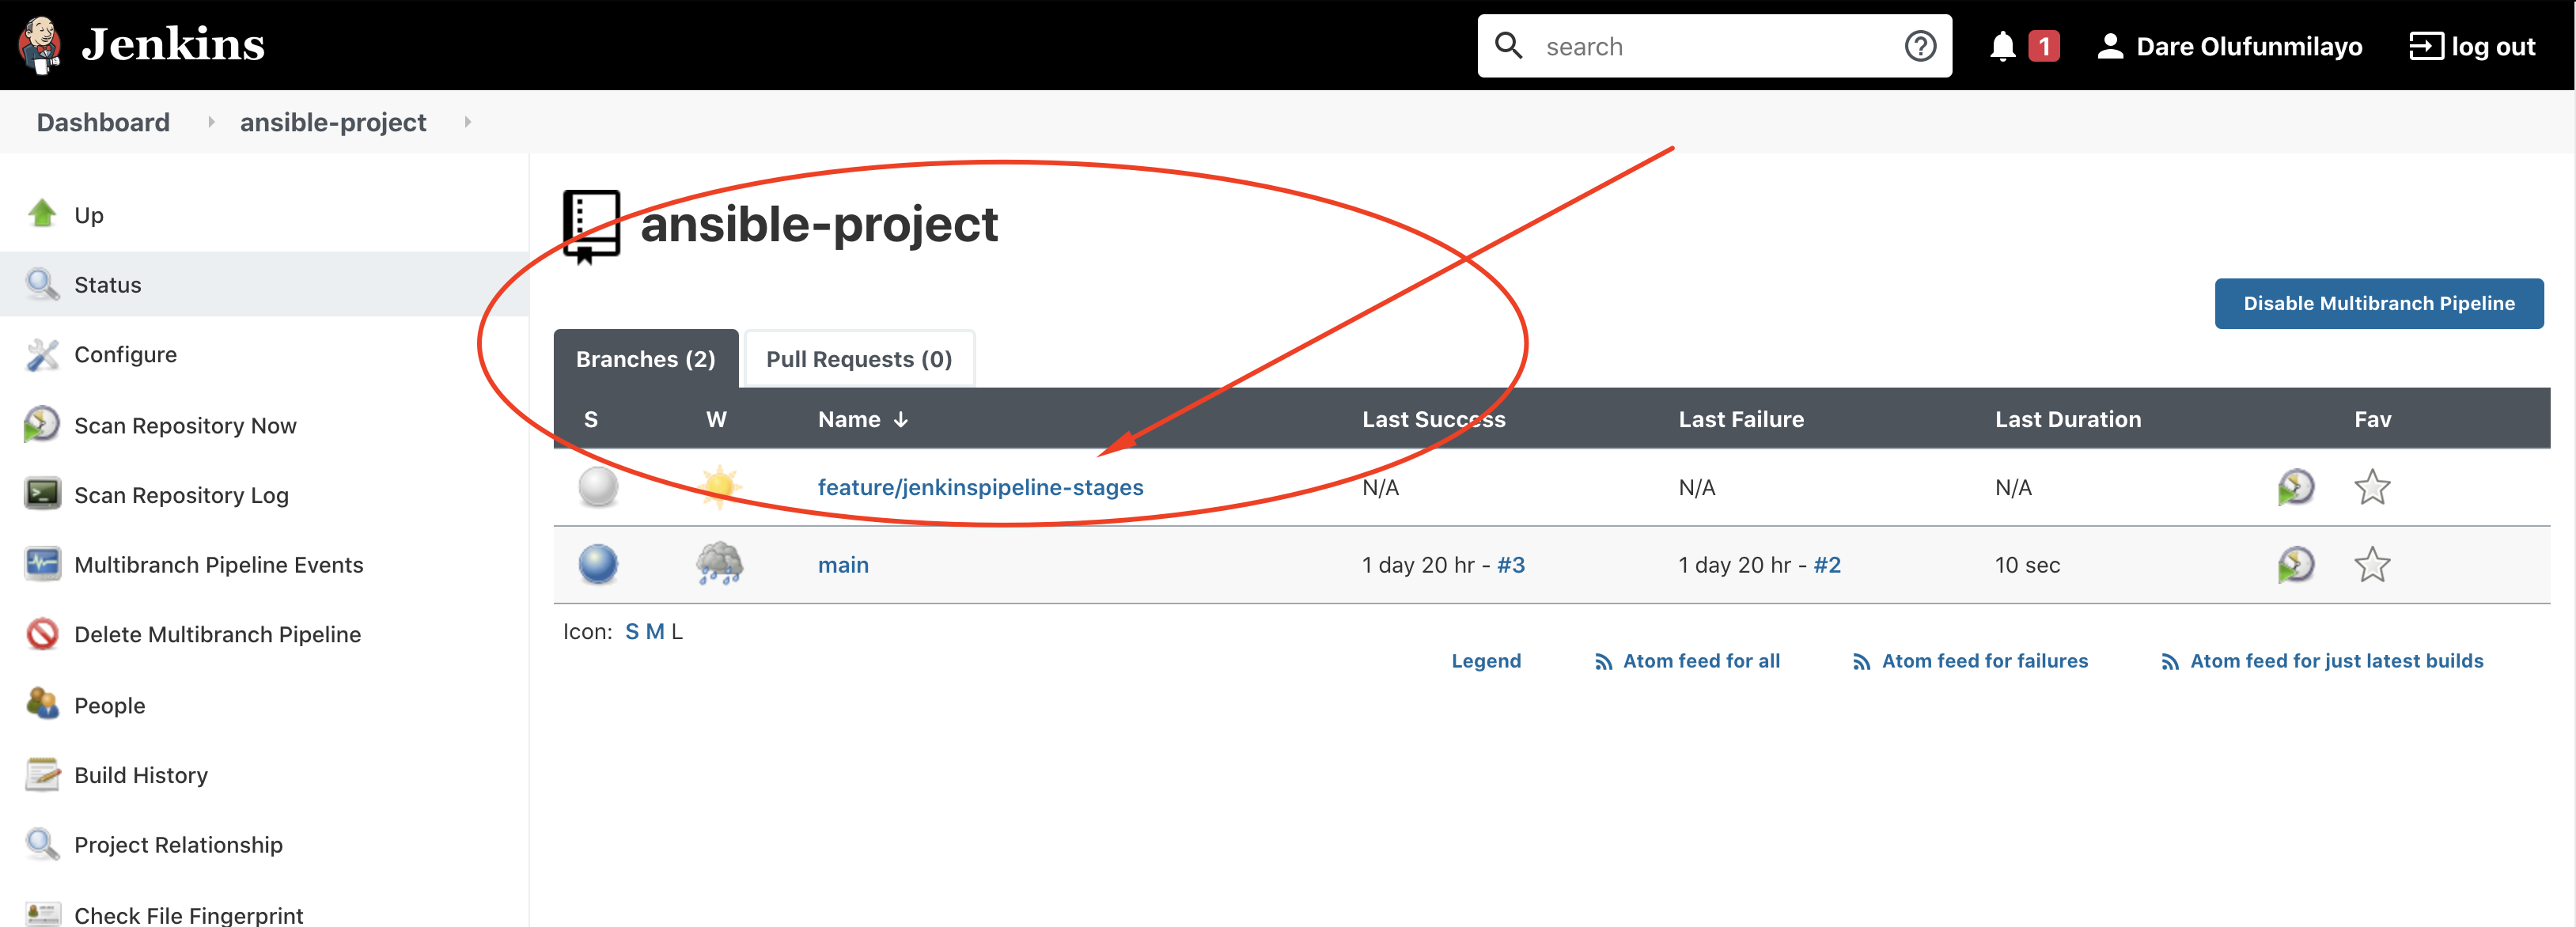 Jenkins
search
1
Dare Olufunmilayo
log out
Dashboard
ansible-project
Up
Status
Configure
Scan Repository Now
Scan Repository Log
Multibranch Pipeline Events
Delete Multibranch Pipeline
People
Build History
Project Relationship
Check File Fingerprint
ansible-project
Disable Multibranch Pipeline
Branches (2) Pull Requests (0)
S W Name ↓ Last Success Last Failure Last Duration Fav
feature/jenkinspipeline-stages N/A N/A N/A
main 1 day 20 hr - #3 1 day 20 hr - #2 10 sec
Icon: S M L
Legend Atom feed for all Atom feed for failures Atom feed for just latest builds